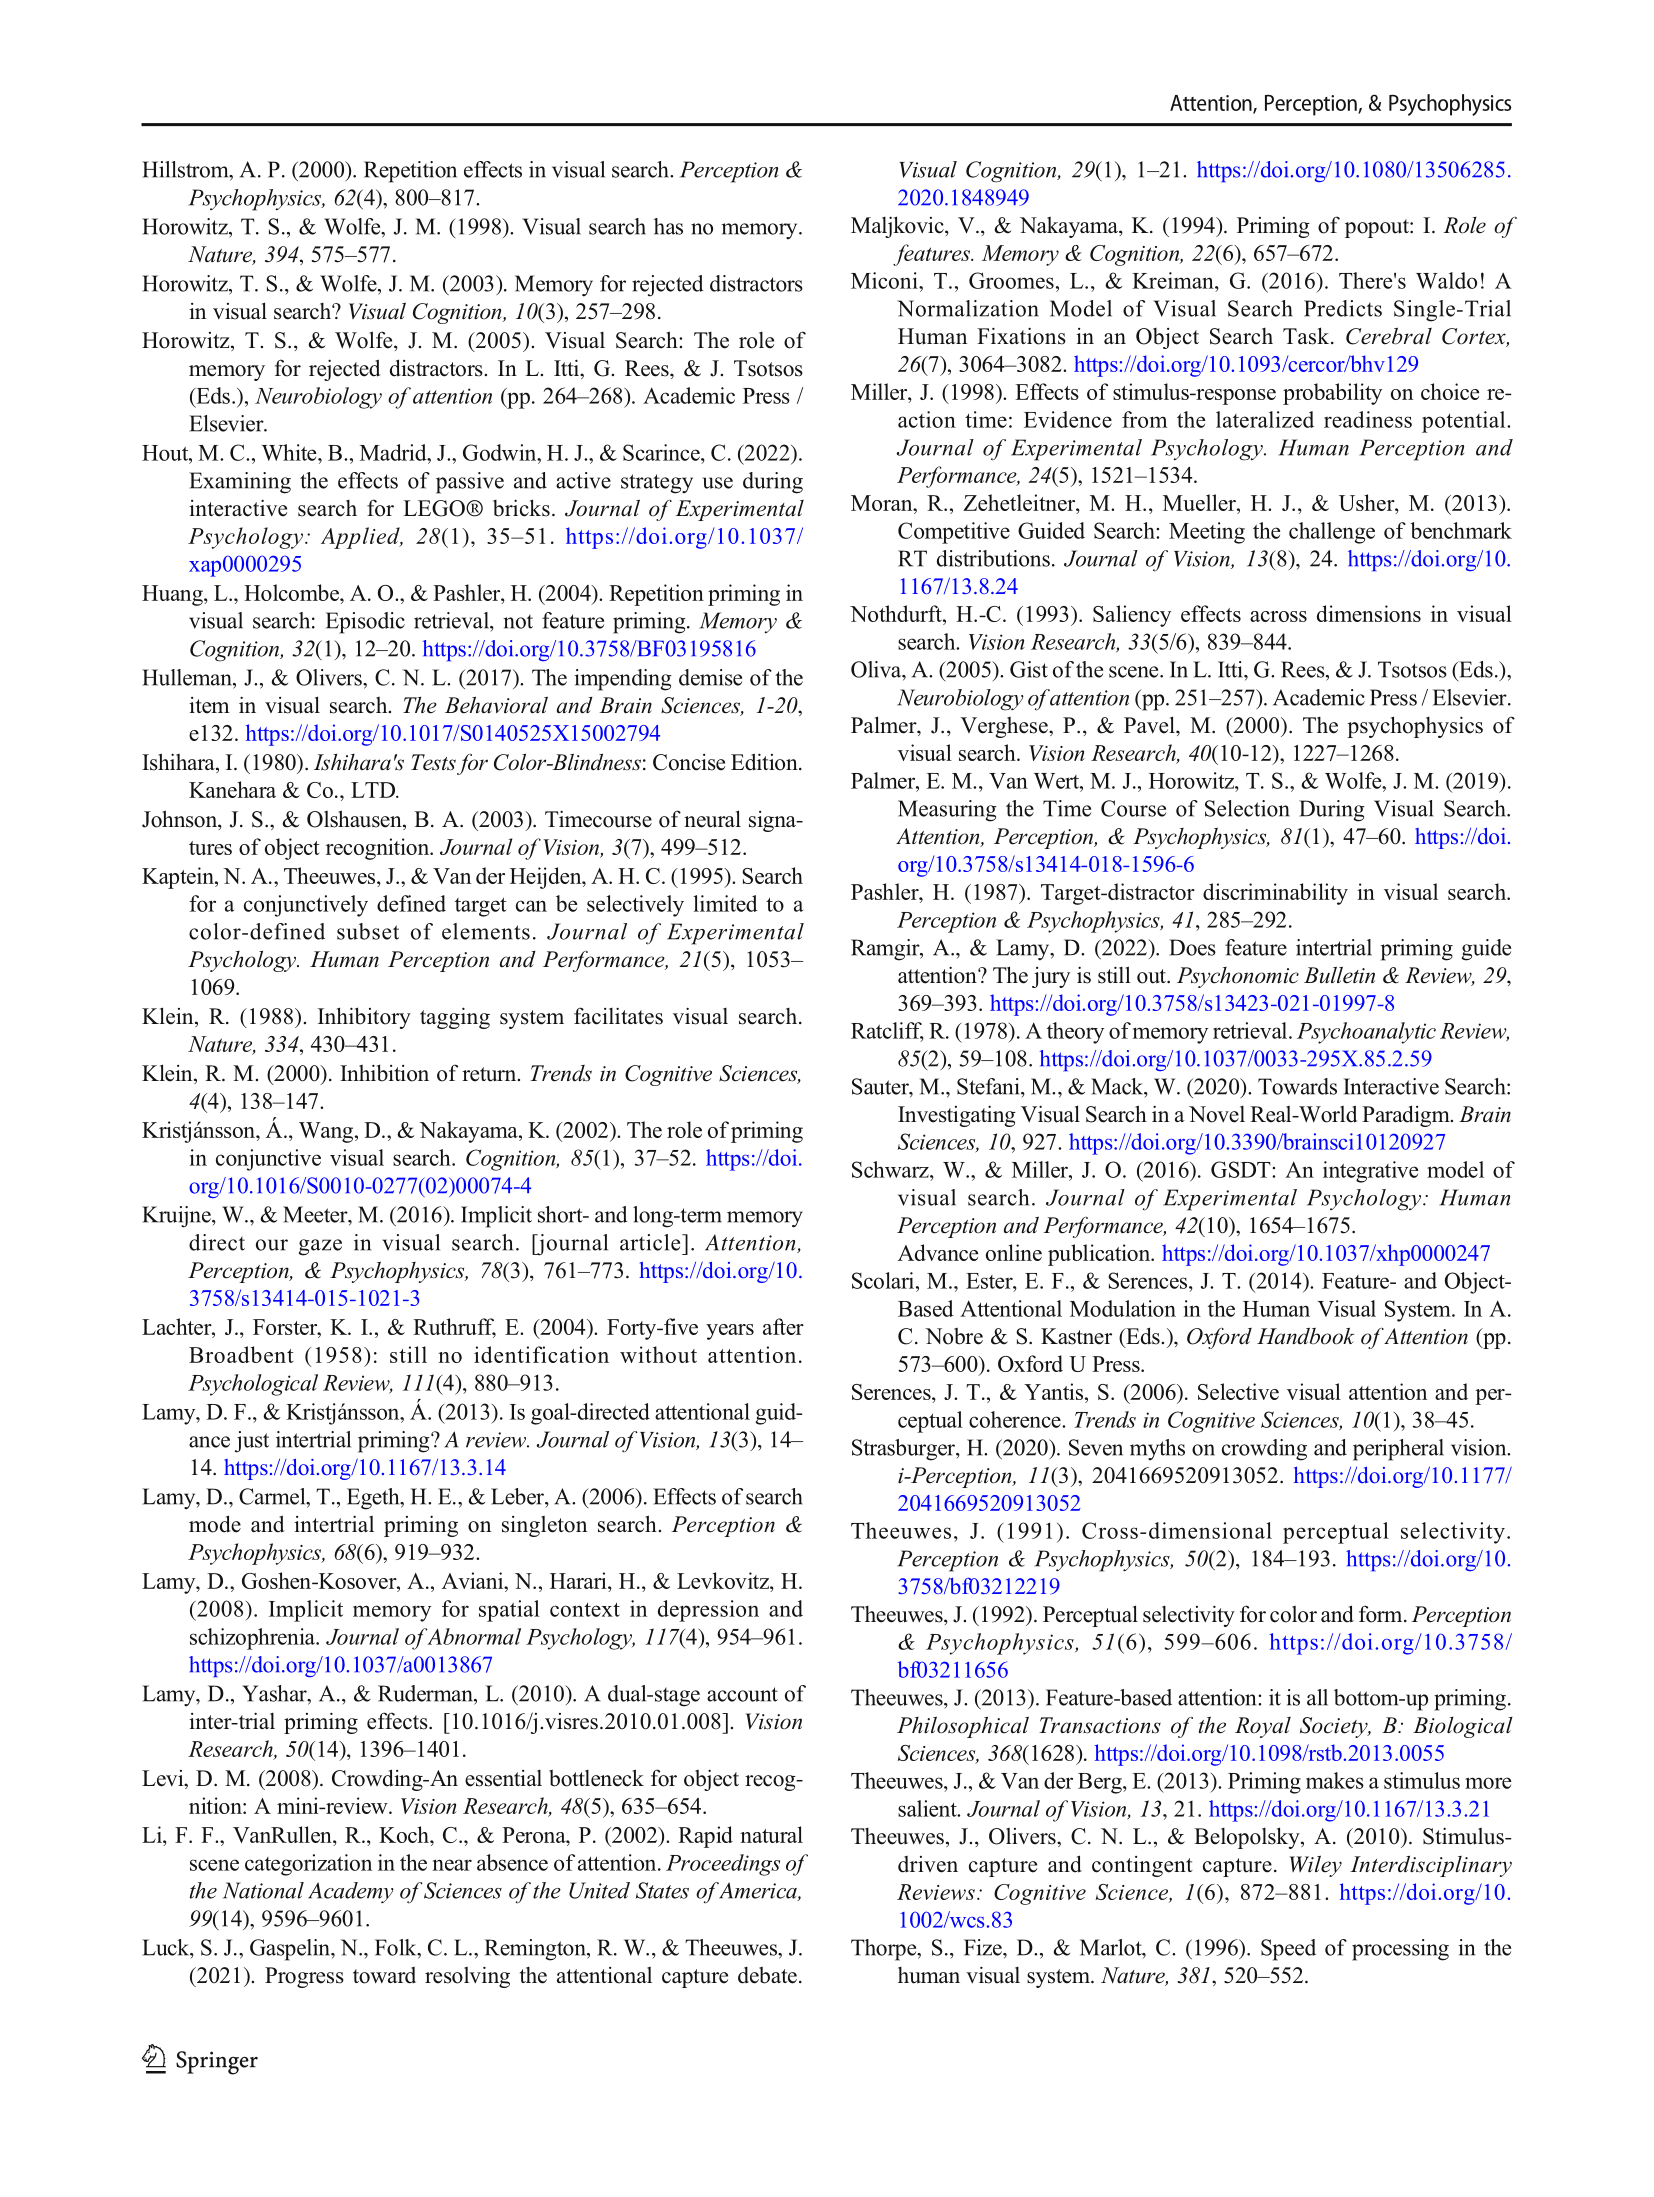 Attention, Perception, & Psychophysics
Hillstrom, A. P. (2000). Repetition effects in visual search. Perception &
Psychophysics, 62(4), 800–817.
Horowitz, T. S., & Wolfe, J. M. (1998). Visual search has no memory.
Nature, 394, 575–577.
Horowitz, T. S., & Wolfe, J. M. (2003). Memory for rejected distractors
in visual search? Visual Cognition, 10(3), 257–298.
Horowitz, T. S., & Wolfe, J. M. (2005). Visual Search: The role of
memory for rejected distractors. In L. Itti, G. Rees, & J. Tsotsos
(Eds.), Neurobiology of attention (pp. 264–268). Academic Press /
Elsevier.
Hout, M. C., White, B., Madrid, J., Godwin, H. J., & Scarince, C. (2022).
Examining the effects of passive and active strategy use during
interactive search for LEGO® bricks. Journal of Experimental
Psychology: Applied, 28(1), 35–51. https://doi.org/10.1037/
xap0000295
Huang, L., Holcombe, A. O., & Pashler, H. (2004). Repetition priming in
visual search: Episodic retrieval, not feature priming. Memory &
Cognition, 32(1), 12–20. https://doi.org/10.3758/BF03195816
Hulleman, J., & Olivers, C. N. L. (2017). The impending demise of the
item in visual search. The Behavioral and Brain Sciences, 1-20,
e132. https://doi.org/10.1017/S0140525X15002794
Ishihara, I. (1980). Ishihara's Tests for Color-Blindness: Concise Edition.
Kanehara & Co., LTD.
Johnson, J. S., & Olshausen, B. A. (2003). Timecourse of neural signa-
tures of object recognition. Journal of Vision, 3(7), 499–512.
Kaptein, N. A., Theeuwes, J., & Van der Heijden, A. H. C. (1995). Search
for a conjunctively defined target can be selectively limited to a
color-defined subset of elements. Journal of Experimental
Psychology. Human Perception and Performance, 21(5), 1053–
1069.
Klein, R. (1988). Inhibitory tagging system facilitates visual search.
Nature, 334, 430–431.
Klein, R. M. (2000). Inhibition of return. Trends in Cognitive Sciences,
4(4), 138–147.
Kristjánsson, Á., Wang, D., & Nakayama, K. (2002). The role of priming
in conjunctive visual search. Cognition, 85(1), 37–52. https://doi.
org/10.1016/S0010-0277(02)00074-4
Kruijne, W., & Meeter, M. (2016). Implicit short- and long-term memory
direct our gaze in visual search. [journal article]. Attention,
Perception, & Psychophysics, 78(3), 761–773. https://doi.org/10.
3758/s13414-015-1021-3
Lachter, J., Forster, K. I., & Ruthruff, E. (2004). Forty-five years after
Broadbent (1958): still no identification without attention.
Psychological Review, 111(4), 880–913.
Lamy, D. F., & Kristjánsson, Á. (2013). Is goal-directed attentional guid-
ance just intertrial priming? A review. Journal of Vision, 13(3), 14–
14. https://doi.org/10.1167/13.3.14
Lamy, D., Carmel, T., Egeth, H. E., & Leber, A. (2006). Effects of search
mode and intertrial priming on singleton search. Perception &
Psychophysics, 68(6), 919–932.
Lamy, D., Goshen-Kosover, A., Aviani, N., Harari, H., & Levkovitz, H.
(2008). Implicit memory for spatial context in depression and
schizophrenia. Journal of Abnormal Psychology, 117(4), 954–961.
https://doi.org/10.1037/a0013867
Lamy, D., Yashar, A., & Ruderman, L. (2010). A dual-stage account of
inter-trial priming effects. [10.1016/j.visres.2010.01.008]. Vision
Research, 50(14), 1396–1401.
Levi, D. M. (2008). Crowding-An essential bottleneck for object recog-
nition: A mini-review. Vision Research, 48(5), 635–654.
Li, F. F., VanRullen, R., Koch, C., & Perona, P. (2002). Rapid natural
scene categorization in the near absence of attention. Proceedings of
the National Academy of Sciences of the United States of America,
99(14), 9596–9601.
Luck, S. J., Gaspelin, N., Folk, C. L., Remington, R. W., & Theeuwes, J.
(2021). Progress toward resolving the attentional capture debate.
Visual Cognition, 29(1), 1–21. https://doi.org/10.1080/13506285.
2020.1848949
Maljkovic, V., & Nakayama, K. (1994). Priming of popout: I. Role of
features. Memory & Cognition, 22(6), 657–672.
Miconi, T., Groomes, L., & Kreiman, G. (2016). There's Waldo! A
Normalization Model of Visual Search Predicts Single-Trial
Human Fixations in an Object Search Task. Cerebral Cortex,
26(7), 3064–3082. https://doi.org/10.1093/cercor/bhv129
Miller, J. (1998). Effects of stimulus-response probability on choice re-
action time: Evidence from the lateralized readiness potential.
Journal of Experimental Psychology. Human Perception and
Performance, 24(5), 1521–1534.
Moran, R., Zehetleitner, M. H., Mueller, H. J., & Usher, M. (2013).
Competitive Guided Search: Meeting the challenge of benchmark
RT distributions. Journal of Vision, 13(8), 24. https://doi.org/10.
1167/13.8.24
Nothdurft, H.-C. (1993). Saliency effects across dimensions in visual
search. Vision Research, 33(5/6), 839–844.
Oliva, A. (2005). Gist of the scene. In L. Itti, G. Rees, & J. Tsotsos (Eds.),
Neurobiology of attention (pp. 251–257). Academic Press / Elsevier.
Palmer, J., Verghese, P., & Pavel, M. (2000). The psychophysics of
visual search. Vision Research, 40(10-12), 1227–1268.
Palmer, E. M., Van Wert, M. J., Horowitz, T. S., & Wolfe, J. M. (2019).
Measuring the Time Course of Selection During Visual Search.
Attention, Perception, & Psychophysics, 81(1), 47–60. https://doi.
org/10.3758/s13414-018-1596-6
Pashler, H. (1987). Target-distractor discriminability in visual search.
Perception & Psychophysics, 41, 285–292.
Ramgir, A., & Lamy, D. (2022). Does feature intertrial priming guide
attention? The jury is still out. Psychonomic Bulletin & Review, 29,
369–393. https://doi.org/10.3758/s13423-021-01997-8
Ratcliff, R. (1978). A theory of memory retrieval. Psychoanalytic Review,
85(2), 59–108. https://doi.org/10.1037/0033-295X.85.2.59
Sauter, M., Stefani, M., & Mack, W. (2020). Towards Interactive Search:
Investigating Visual Search in a Novel Real-World Paradigm. Brain
Sciences, 10, 927. https://doi.org/10.3390/brainsci10120927
Schwarz, W., & Miller, J. O. (2016). GSDT: An integrative model of
visual search. Journal of Experimental Psychology: Human
Perception and Performance, 42(10), 1654–1675.
Advance online publication. https://doi.org/10.1037/xhp0000247
Scolari, M., Ester, E. F., & Serences, J. T. (2014). Feature- and Object-
Based Attentional Modulation in the Human Visual System. In A.
C. Nobre & S. Kastner (Eds.), Oxford Handbook of Attention (pp.
573–600). Oxford U Press.
Serences, J. T., & Yantis, S. (2006). Selective visual attention and per-
ceptual coherence. Trends in Cognitive Sciences, 10(1), 38–45.
Strasburger, H. (2020). Seven myths on crowding and peripheral vision.
i-Perception, 11(3), 2041669520913052. https://doi.org/10.1177/
2041669520913052
Theeuwes, J. (1991). Cross-dimensional perceptual selectivity.
Perception & Psychophysics, 50(2), 184–193. https://doi.org/10.
3758/bf03212219
Theeuwes, J. (1992). Perceptual selectivity for color and form. Perception
& Psychophysics, 51(6), 599–606. https://doi.org/10.3758/
bf03211656
Theeuwes, J. (2013). Feature-based attention: it is all bottom-up priming.
Philosophical Transactions of the Royal Society, B: Biological
Sciences, 368(1628). https://doi.org/10.1098/rstb.2013.0055
Theeuwes, J., & Van der Berg, E. (2013). Priming makes a stimulus more
salient. Journal of Vision, 13, 21. https://doi.org/10.1167/13.3.21
Theeuwes, J., Olivers, C. N. L., & Belopolsky, A. (2010). Stimulus-
driven capture and contingent capture. Wiley Interdisciplinary
Reviews: Cognitive Science, 1(6), 872–881. https://doi.org/10.
1002/wcs.83
Thorpe, S., Fize, D., & Marlot, C. (1996). Speed of processing in the
human visual system. Nature, 381, 520–552.
Springer